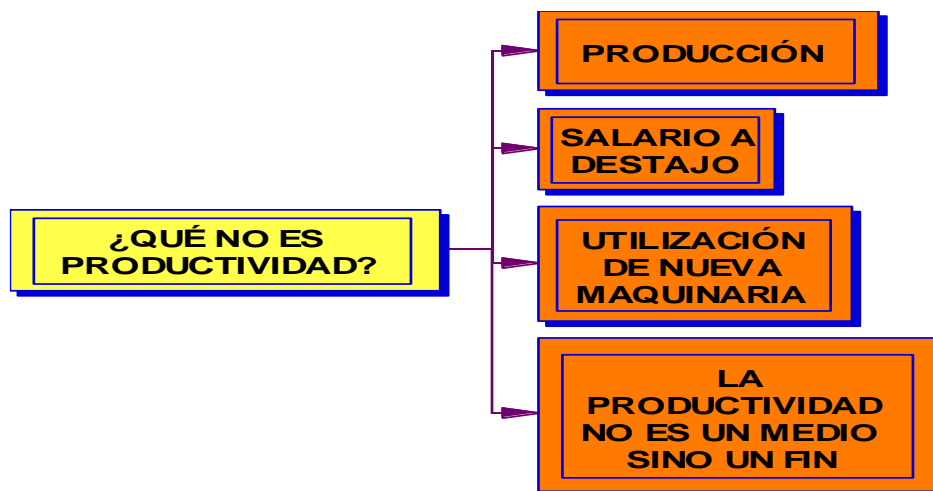 ¿QUÉ NO ES
PRODUCTIVIDAD?
PRODUCCIÓN
SALARIO A
DESTAJO
UTILIZACIÓN
DE NUEVA
MAQUINARIA
LA
PRODUCTIVIDAD
NO ES UN MEDIO
SINO UN FIN